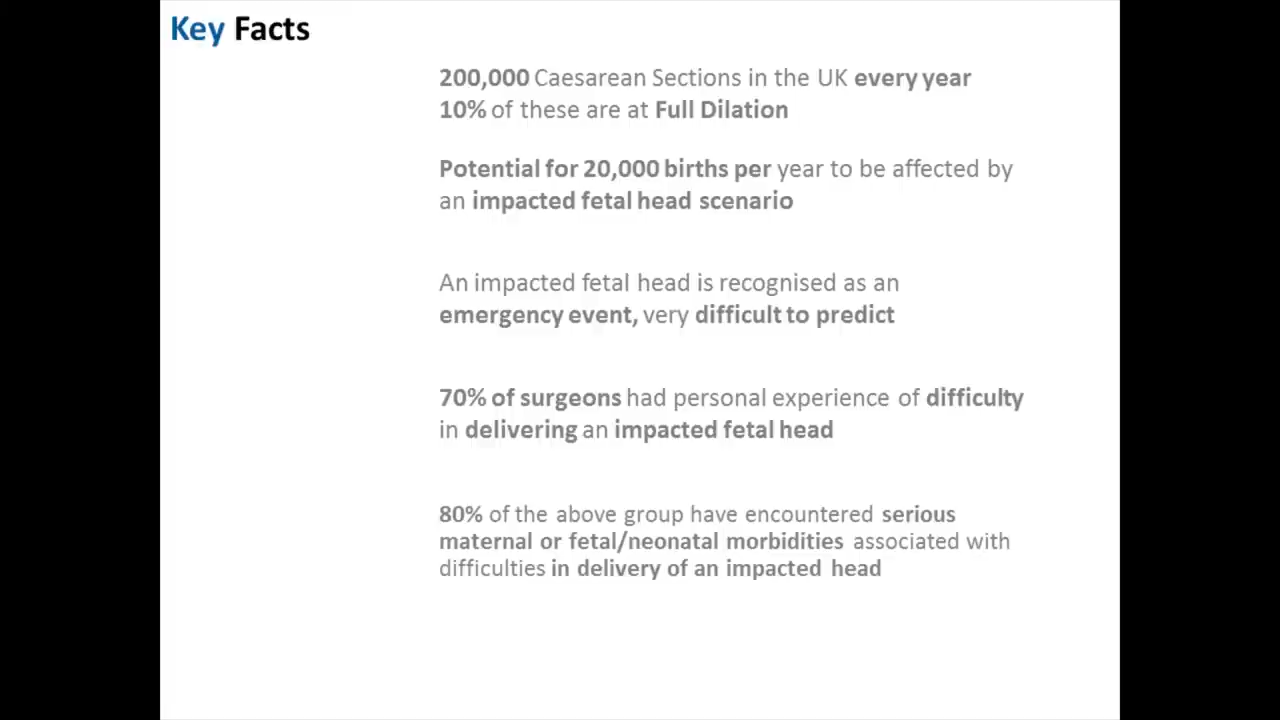 Key Facts
200,000 Caesarean Sections in the UK every year
10% of these are at Full Dilation
Potential for 20,000 births per year to be affected by
an impacted fetal head scenario
An impacted fetal head is recognised as an
emergency event, very difficult to predict
70% of surgeons had personal experience of difficulty
in delivering an impacted fetal head
80% of the above group have encountered serious
maternal or fetal/neonatal morbidities associated with
difficulties in delivery of an impacted head